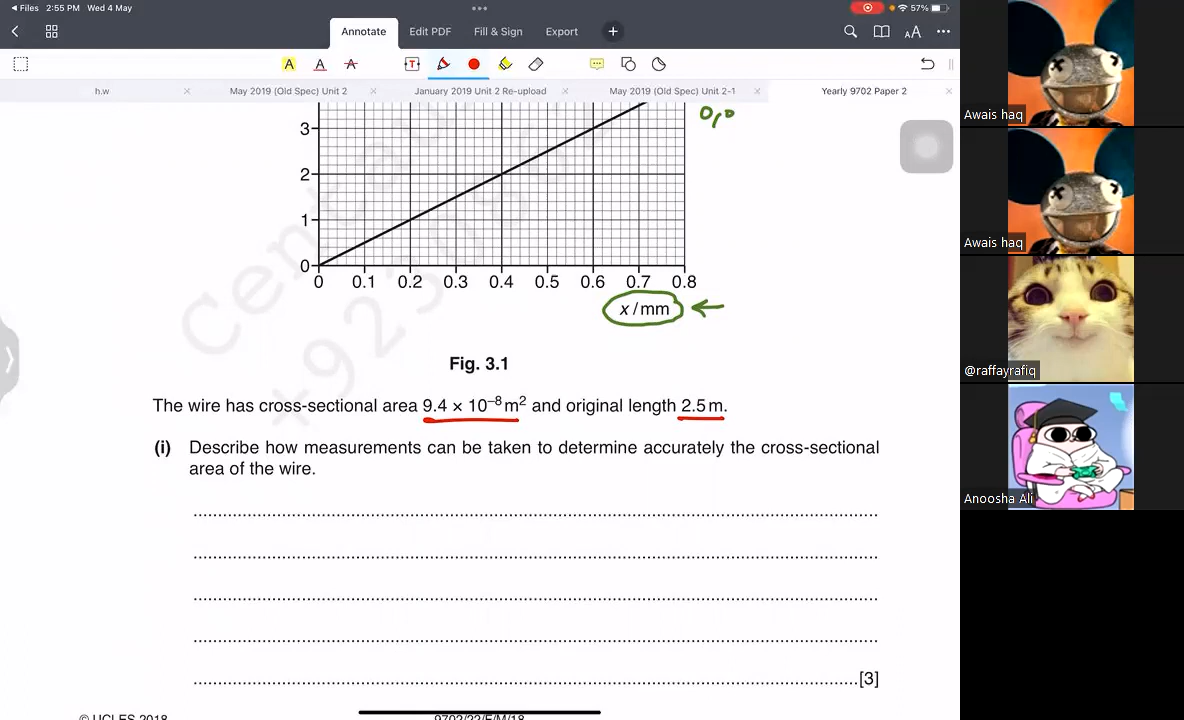 Files 2:55 PM Wed 4 May
57%
Annotate Edit PDF Fill & Sign Export +
AA
A A A T
h.w × May 2019 (Old Spec) Unit 2 × January 2019 Unit 2 Re-upload × May 2019 (Old Spec) Unit 2-1 × Yearly 9702 Paper 2 ×
3
2
1
0
0 0.1 0.2 0.3 0.4 0.5 0.6 0.7 0.8
x / mm
Fig. 3.1
The wire has cross-sectional area 9.4 × 10⁻⁸ m² and original length 2.5 m.
(i) Describe how measurements can be taken to determine accurately the cross-sectional
area of the wire.
[3]
© UCLES 2018 9702/22/F/M/18
Awais haq
Awais haq
@raffayrafiq
Anoosha Ali